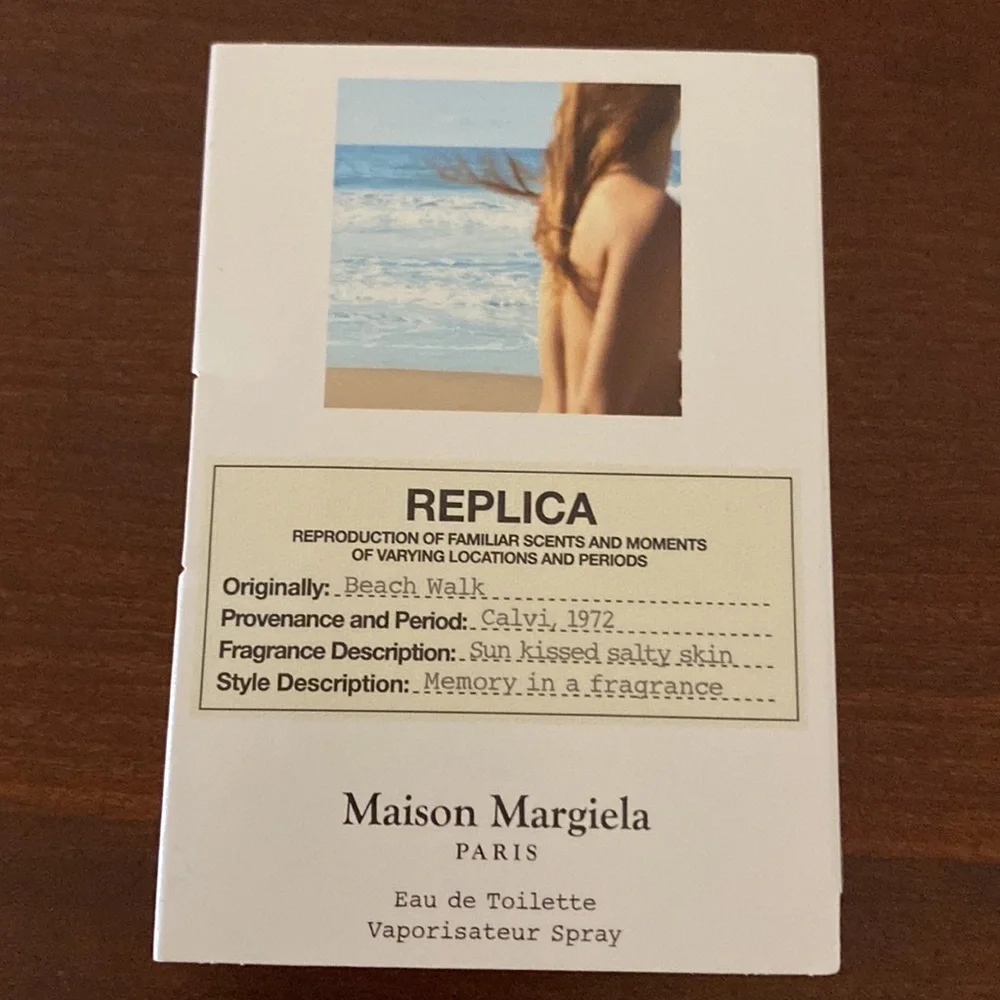 REPLICA
REPRODUCTION OF FAMILIAR SCENTS AND MOMENTS
OF VARYING LOCATIONS AND PERIODS
Originally: Beach Walk
Provenance and Period: Calvi, 1972
Fragrance Description: Sun kissed salty skin
Style Description: Memory in a fragrance
Maison Margiela
PARIS
Eau de Toilette
Vaporisateur Spray